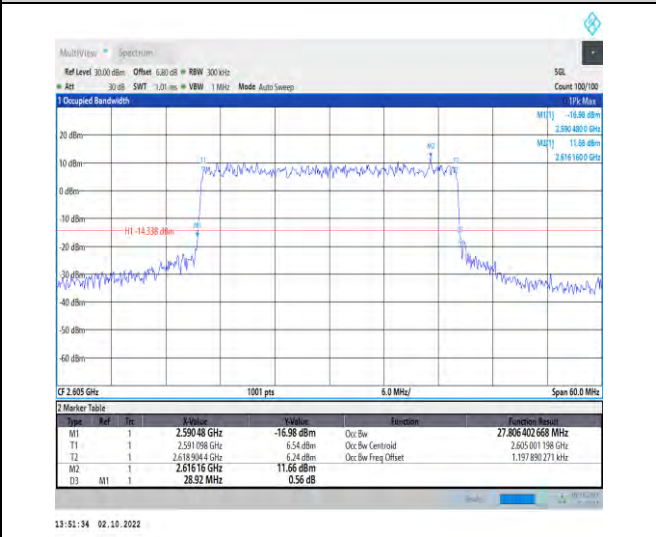 MultiView Spectrum
Ref Level 30.00 dBm Offset 6.80 dB RBW 300 kHz SGL
Att 30 dB SWT 1.01 ms VBW 1 MHz Mode Auto Sweep Count 100/100
1 Occupied Bandwidth 1Pk Max
M1[1] -16.98 dBm
2.590 480 0 GHz
20 dBm
M2[1] 11.66 dBm
2.616 160 0 GHz
M2
T1
10 dBm
0 dBm
-10 dBm
M1
H1 -14.338 dBm
-20 dBm
-30 dBm
-40 dBm
-50 dBm
-60 dBm
CF 2.605 GHz 1001 pts 6.0 MHz/ Span 60.0 MHz
2 Marker Table
Type Ref Trc X-Value Y-Value Function Function Result
M1 1 2.590 48 GHz -16.98 dBm Occ Bw 27.806 402 668 MHz
T1 1 2.591 098 GHz 6.54 dBm Occ Bw Centroid 2.605 001 198 GHz
T2 1 2.618 904 4 GHz 6.24 dBm Occ Bw Freq Offset 1.197 890 271 kHz
M2 1 2.616 16 GHz 11.66 dBm
D3 M1 1 28.92 MHz 0.56 dB
13:51:34 02.10.2022